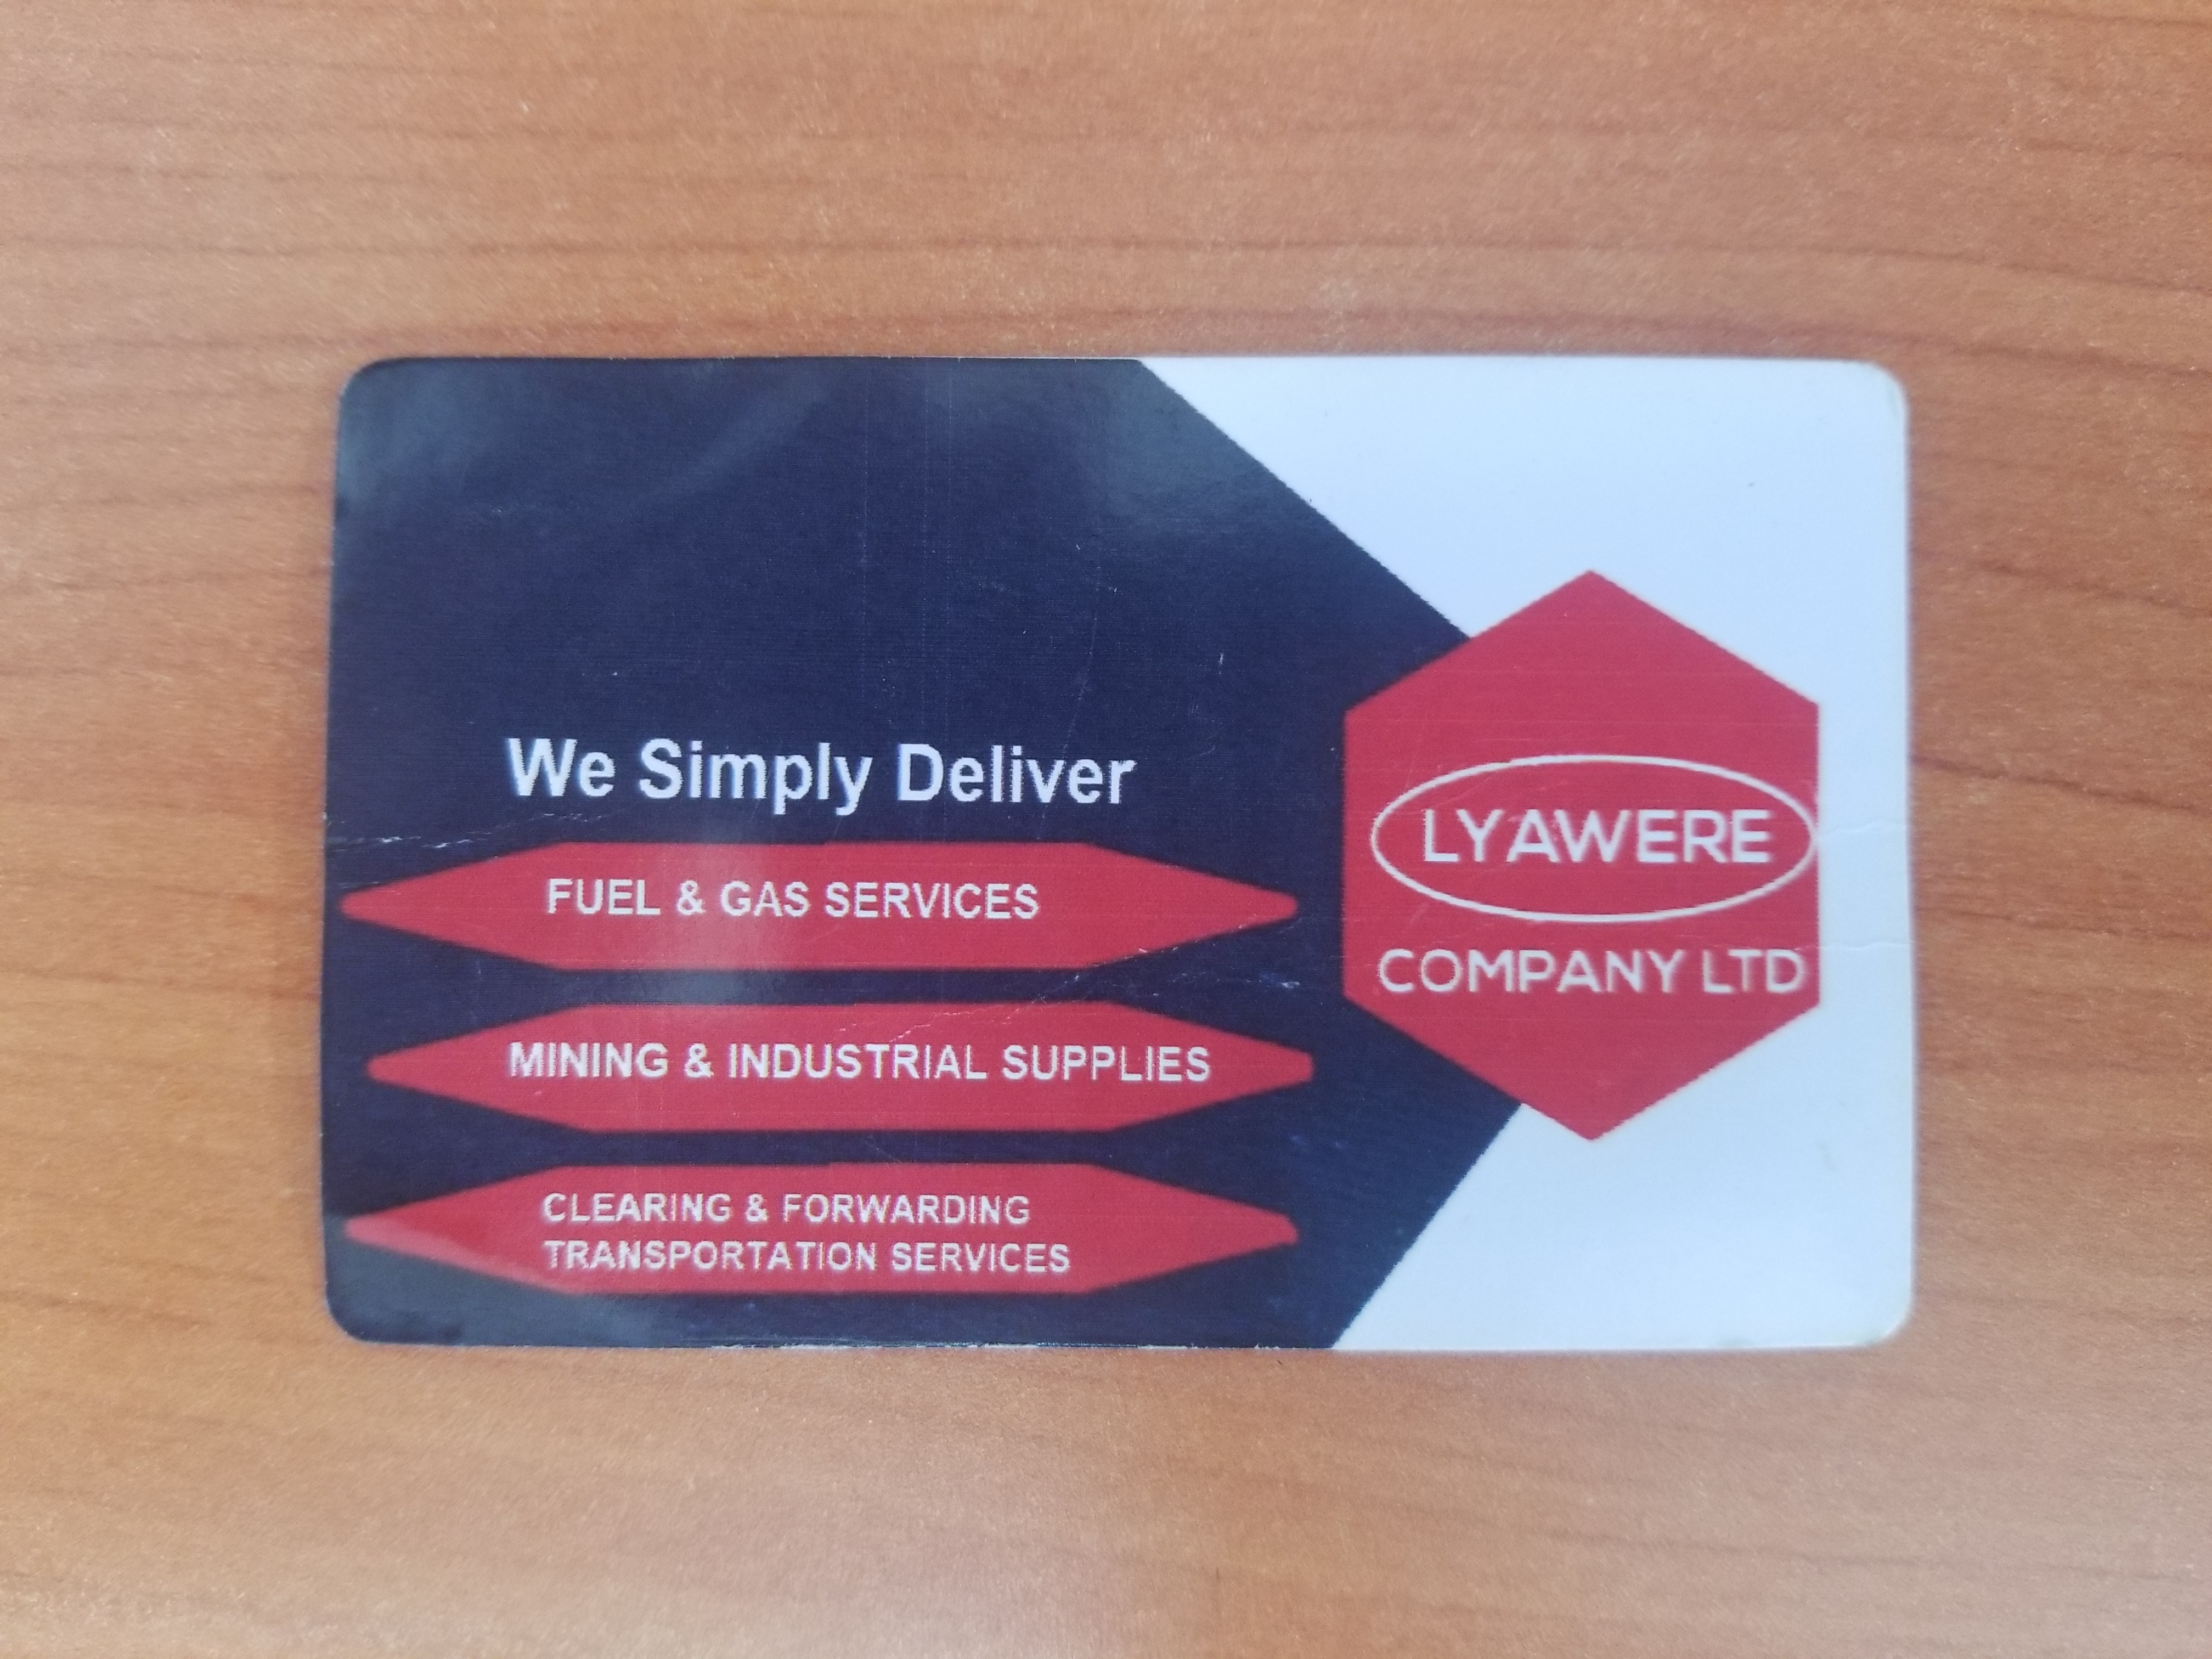 We Simply Deliver
FUEL & GAS SERVICES
MINING & INDUSTRIAL SUPPLIES
CLEARING & FORWARDING
TRANSPORTATION SERVICES
LYAWERE
COMPANY LTD